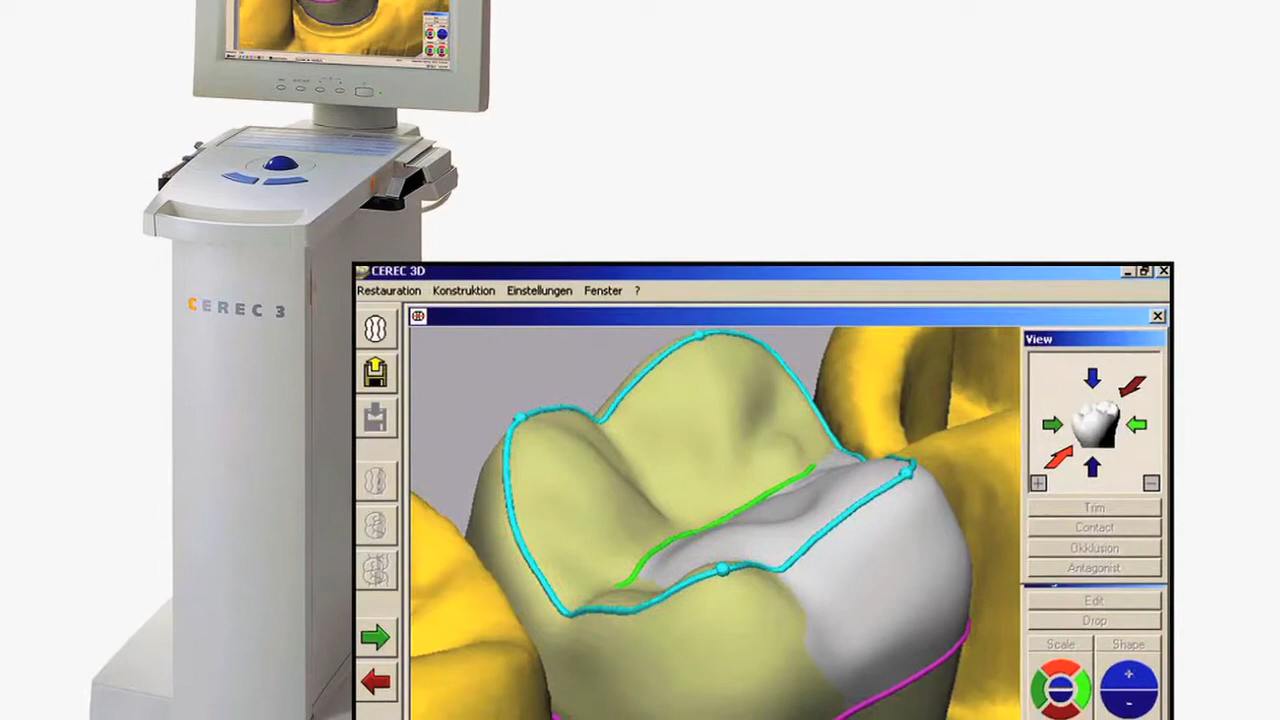 CEREC 3
CEREC 3D
Restauration Konstruktion Einstellungen Fenster ?
View
Trim
Contact
Okklusion
Antagonist
Edit
Drop
Scale Shape